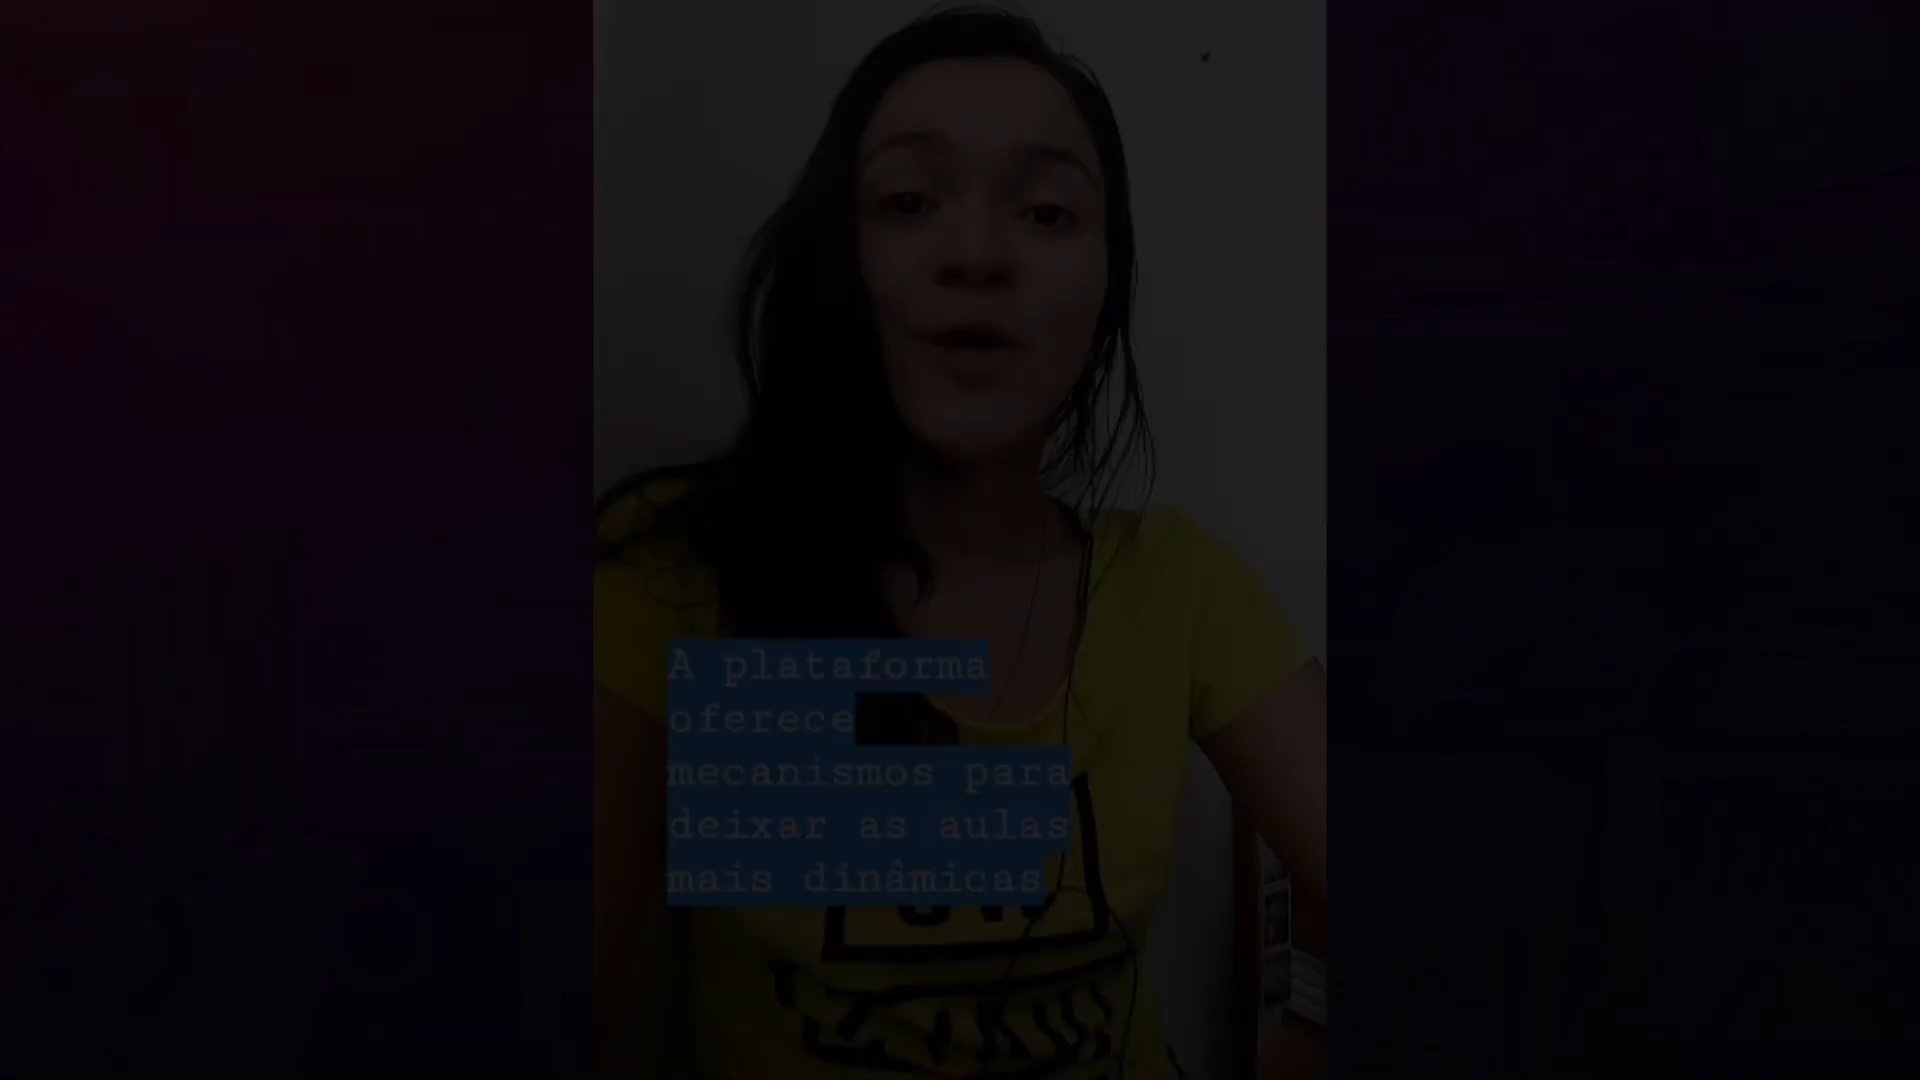 A plataforma
oferece
mecanismos para
deixar as aulas
mais dinâmicas